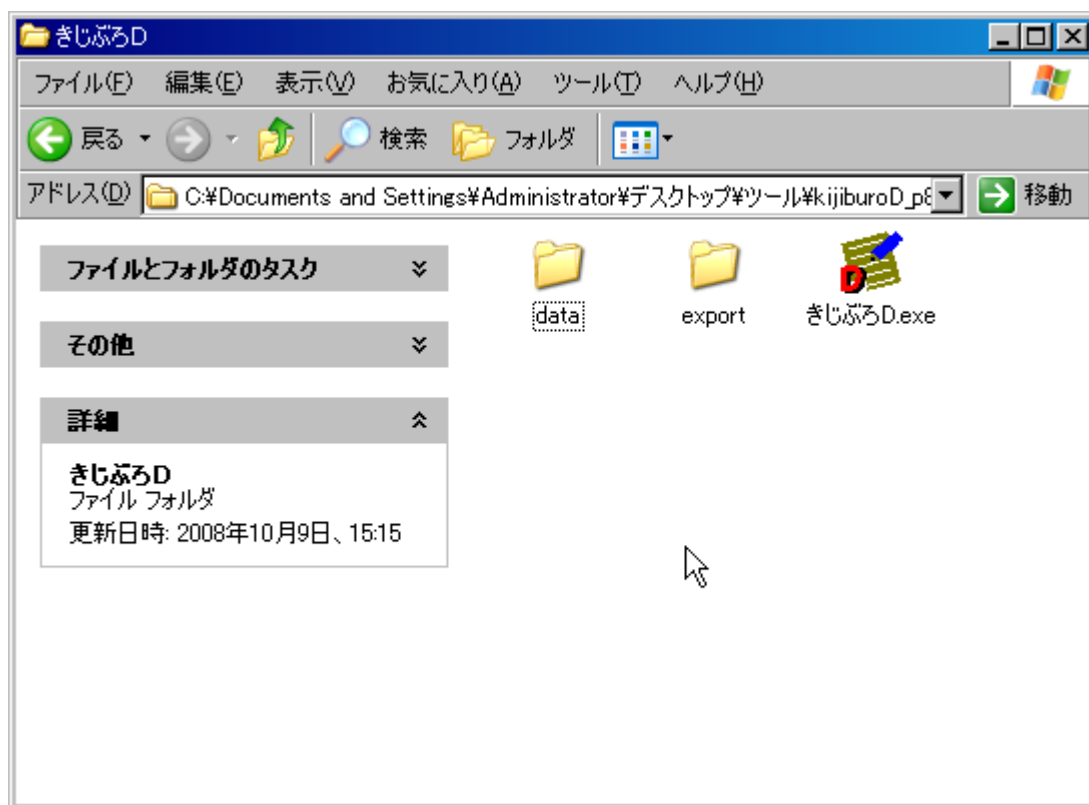 きじぶろD
ファイル(F) 編集(E) 表示(V) お気に入り(A) ツール(T) ヘルプ(H)
戻る 検索 フォルダ
アドレス(D) C:¥Documents and Settings¥Administrator¥デスクトップ¥ツール¥kijiburoD_p8 移動
ファイルとフォルダのタスク
その他
詳細
きじぶろD
ファイル フォルダ
更新日時: 2008年10月9日、15:15
data
export
D
きじぶろD.exe